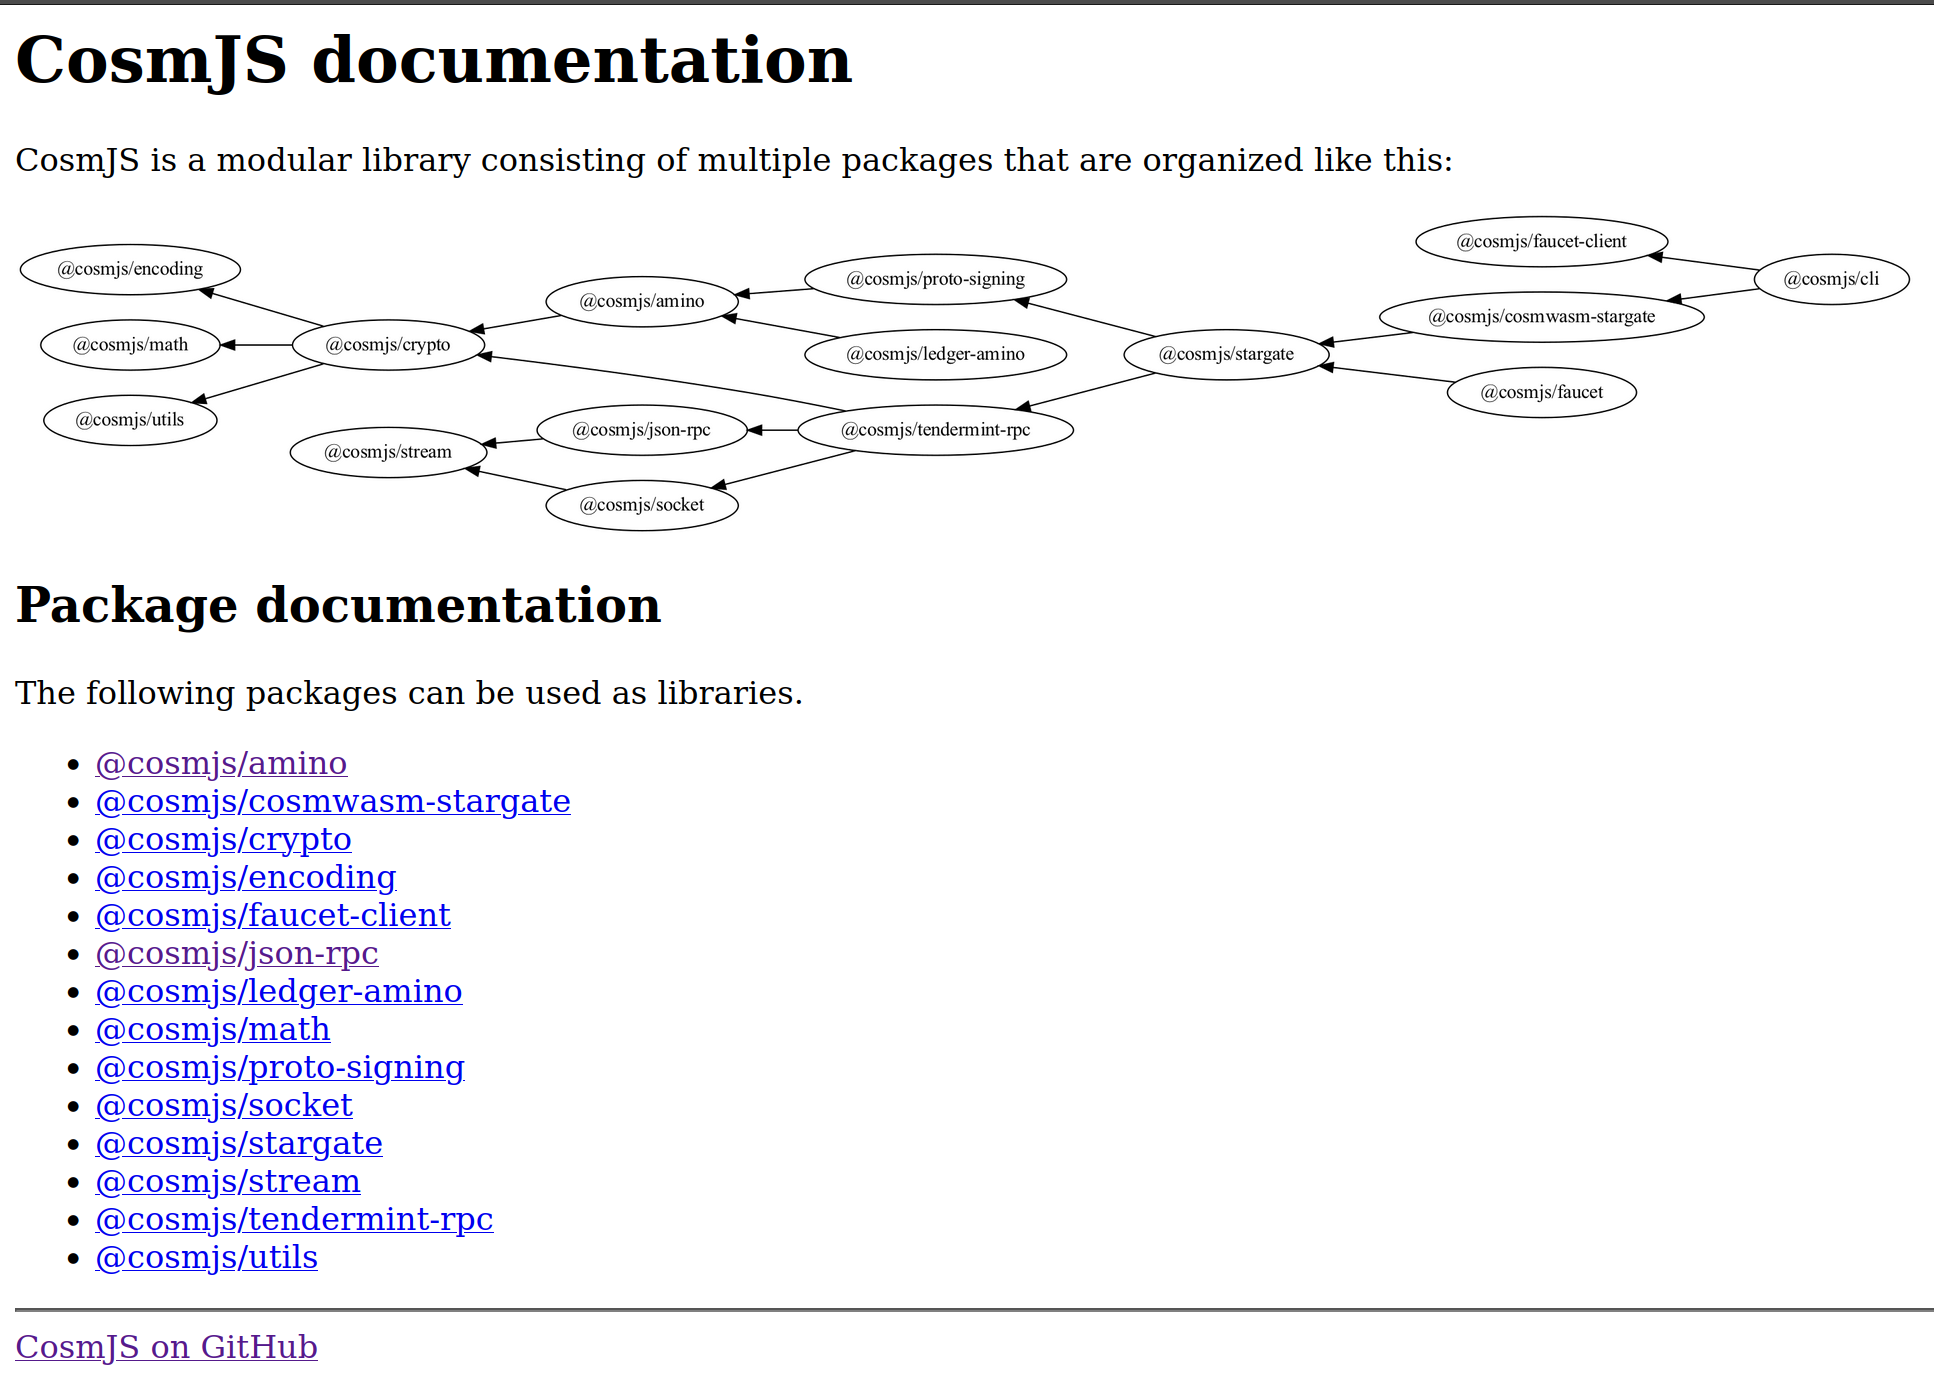 CosmJS documentation
CosmJS is a modular library consisting of multiple packages that are organized like this:
@cosmjs/encoding
@cosmjs/math
@cosmjs/utils
@cosmjs/crypto
@cosmjs/stream
@cosmjs/amino
@cosmjs/json-rpc
@cosmjs/socket
@cosmjs/proto-signing
@cosmjs/ledger-amino
@cosmjs/tendermint-rpc
@cosmjs/stargate
@cosmjs/faucet-client
@cosmjs/cosmwasm-stargate
@cosmjs/faucet
@cosmjs/cli
Package documentation
The following packages can be used as libraries.
@cosmjs/amino
@cosmjs/cosmwasm-stargate
@cosmjs/crypto
@cosmjs/encoding
@cosmjs/faucet-client
@cosmjs/json-rpc
@cosmjs/ledger-amino
@cosmjs/math
@cosmjs/proto-signing
@cosmjs/socket
@cosmjs/stargate
@cosmjs/stream
@cosmjs/tendermint-rpc
@cosmjs/utils
CosmJS on GitHub